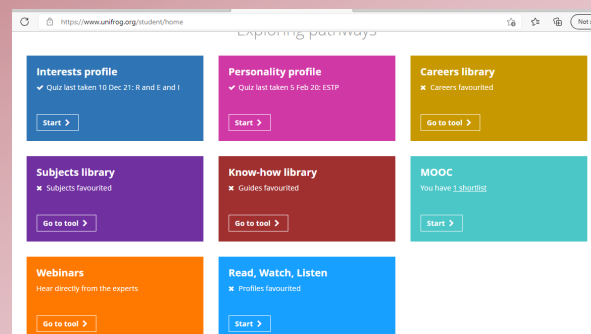 https://www.unifrog.org/student/home
Not s
Exploring pathways
Interests profile
✔ Quiz last taken 10 Dec 21: R and E and I
Start >
Personality profile
✔ Quiz last taken 5 Feb 20: ESTP
Start >
Careers library
✖ Careers favourited
Go to tool >
Subjects library
✖ Subjects favourited
Go to tool >
Know-how library
✖ Guides favourited
Go to tool >
MOOC
You have 1 shortlist
Start >
Webinars
Hear directly from the experts
Go to tool >
Read, Watch, Listen
✖ Profiles favourited
Start >